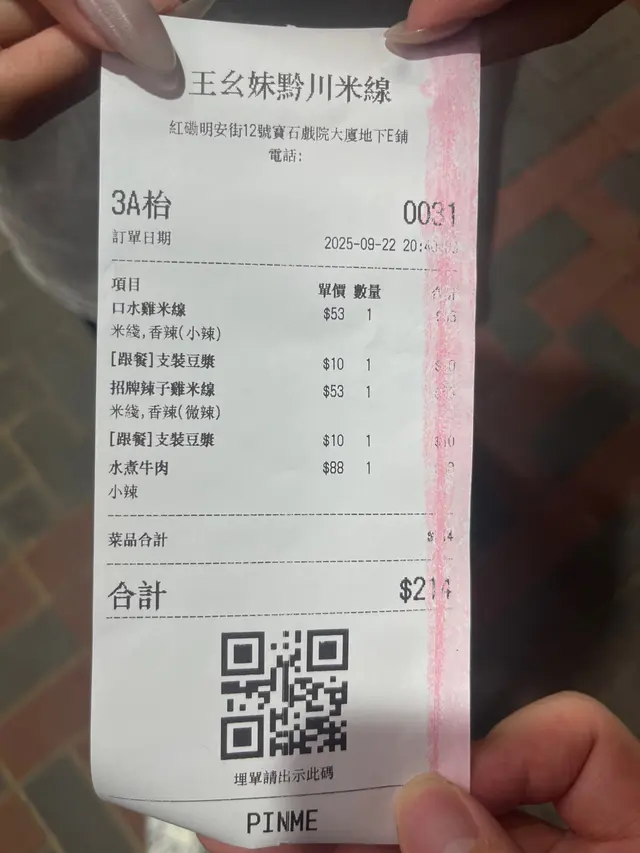 王幺妹黔川米線
紅磡明安街12號寶石戲院大廈地下E鋪
電話:
3A枱 0031
訂單日期 2025-09-22
項目 單價 數量
口水雞米線 $53 1
米綫,香辣(小辣)
[跟餐]支裝豆漿 $10 1
招牌辣子雞米線 $53 1
米綫,香辣(微辣)
[跟餐]支裝豆漿 $10 1 $10
水煮牛肉 $88 1
小辣
菜品合計
合計 $214
埋單請出示此碼
PINME